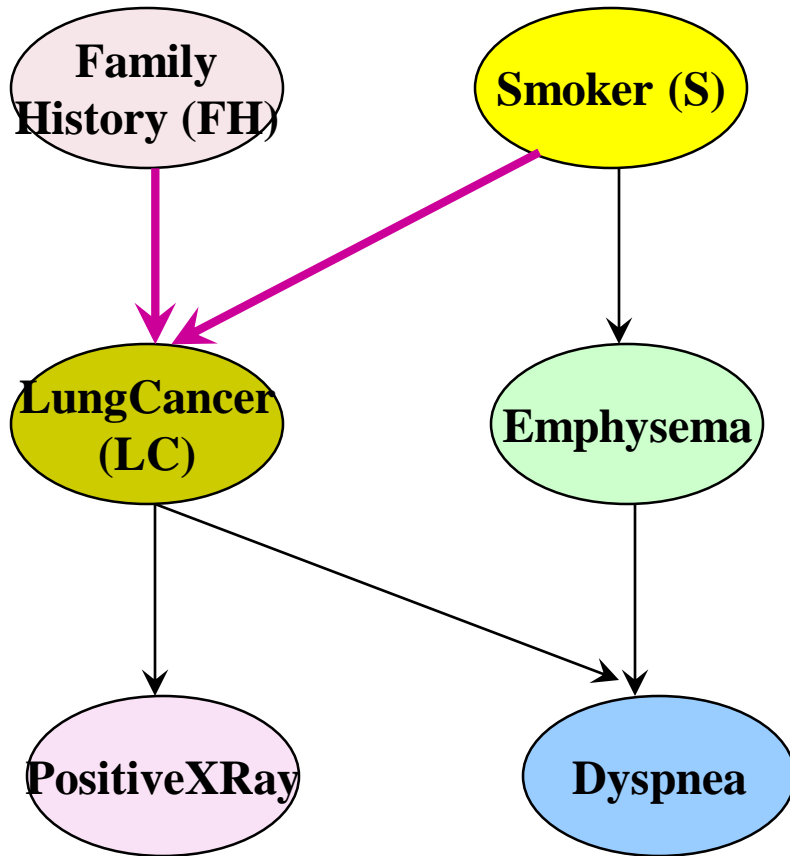 Family
History (FH)
Smoker (S)
LungCancer
(LC)
Emphysema
PositiveXRay
Dyspnea